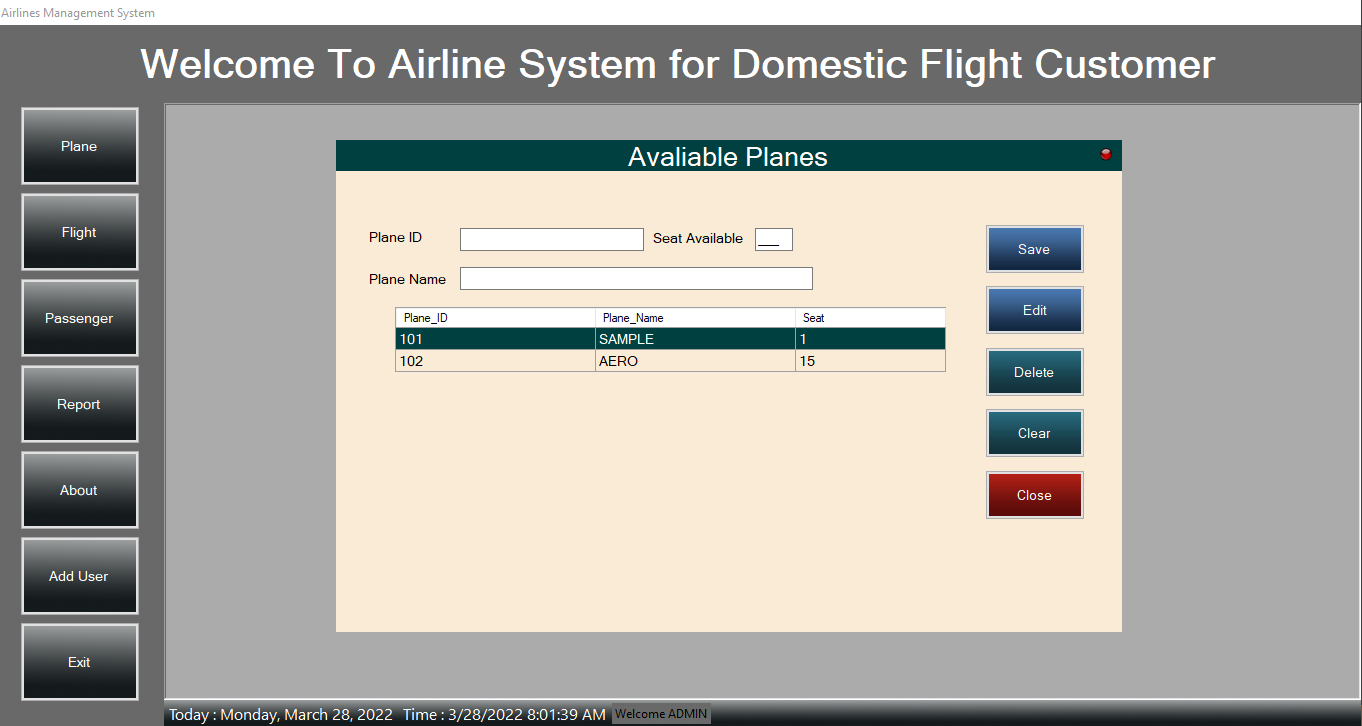 Airlines Management System
Welcome To Airline System for Domestic Flight Customer
Plane
Flight
Passenger
Report
About
Add User
Exit
Avaliable Planes
Plane ID Seat Available ___
Plane Name
Plane_ID Plane_Name Seat
101 SAMPLE 1
102 AERO 15
Save
Edit
Delete
Clear
Close
Today : Monday, March 28, 2022 Time : 3/28/2022 8:01:39 AM Welcome ADMIN